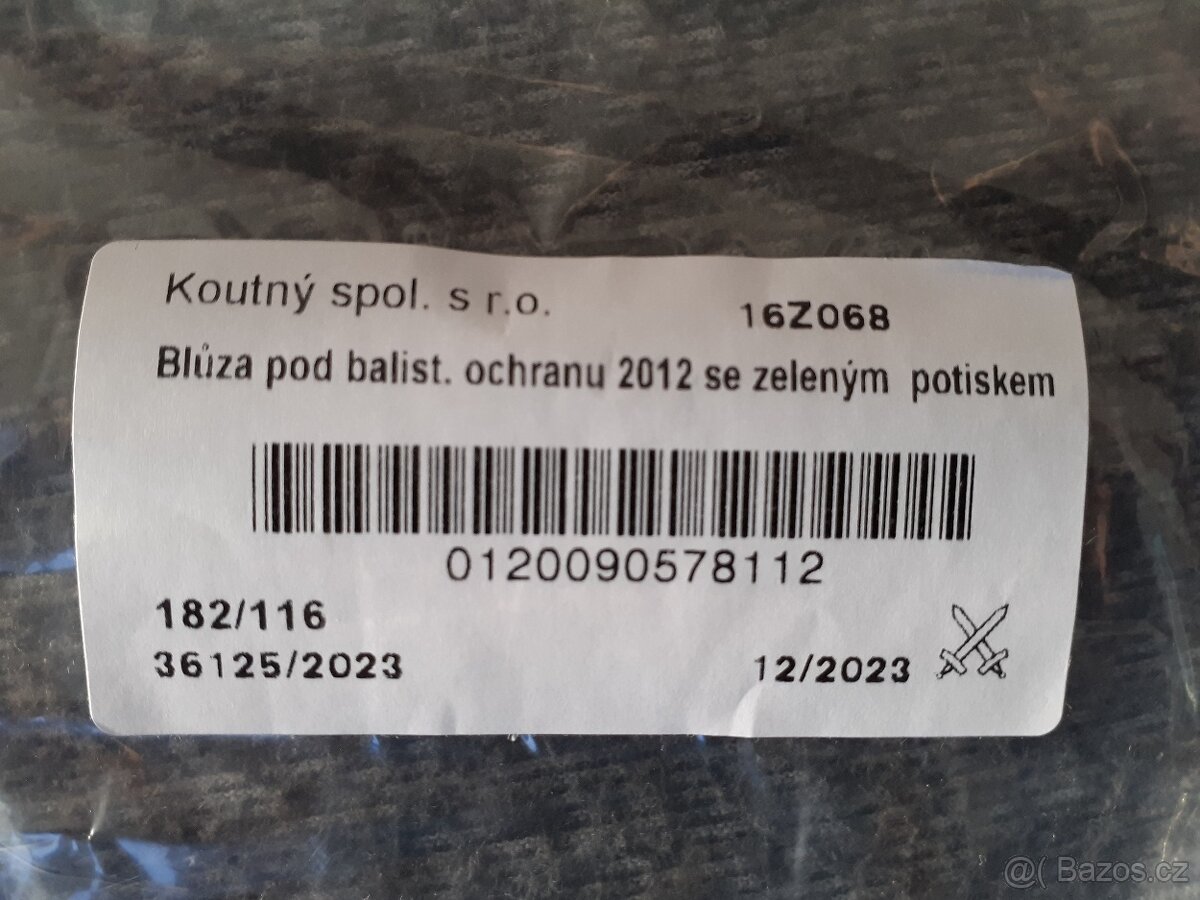 Koutný spol. s r.o.
16Z068
Blůza pod balist. ochranu 2012 se zeleným potiskem
0120090578112
182/116
36125/2023
12/2023
@( Bazos.cz